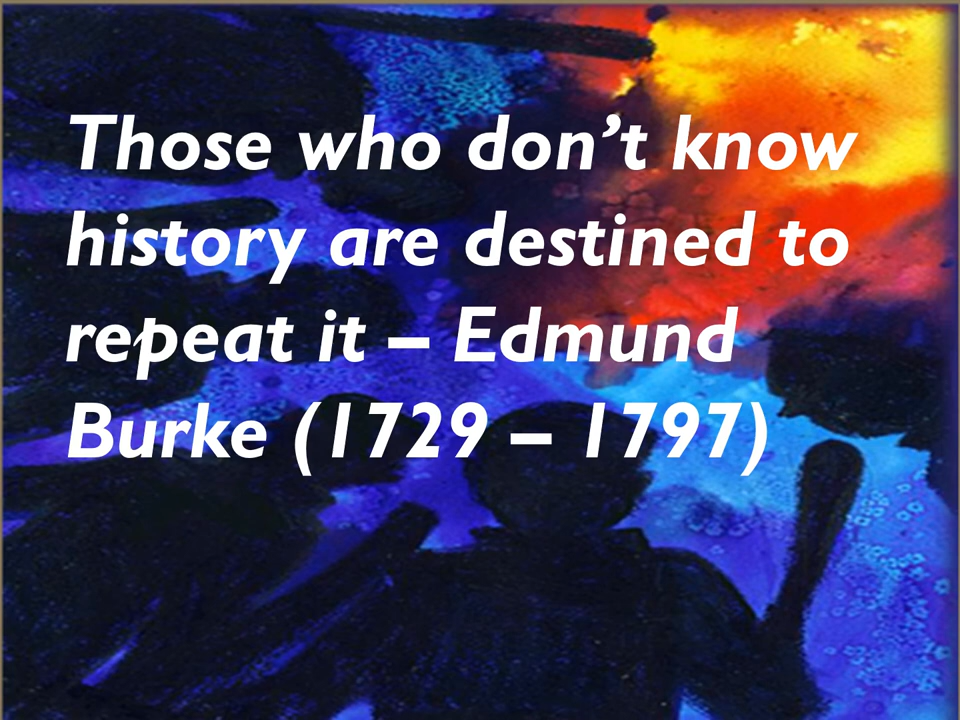 Those who don’t know
history are destined to
repeat it – Edmund
Burke (1729 – 1797)